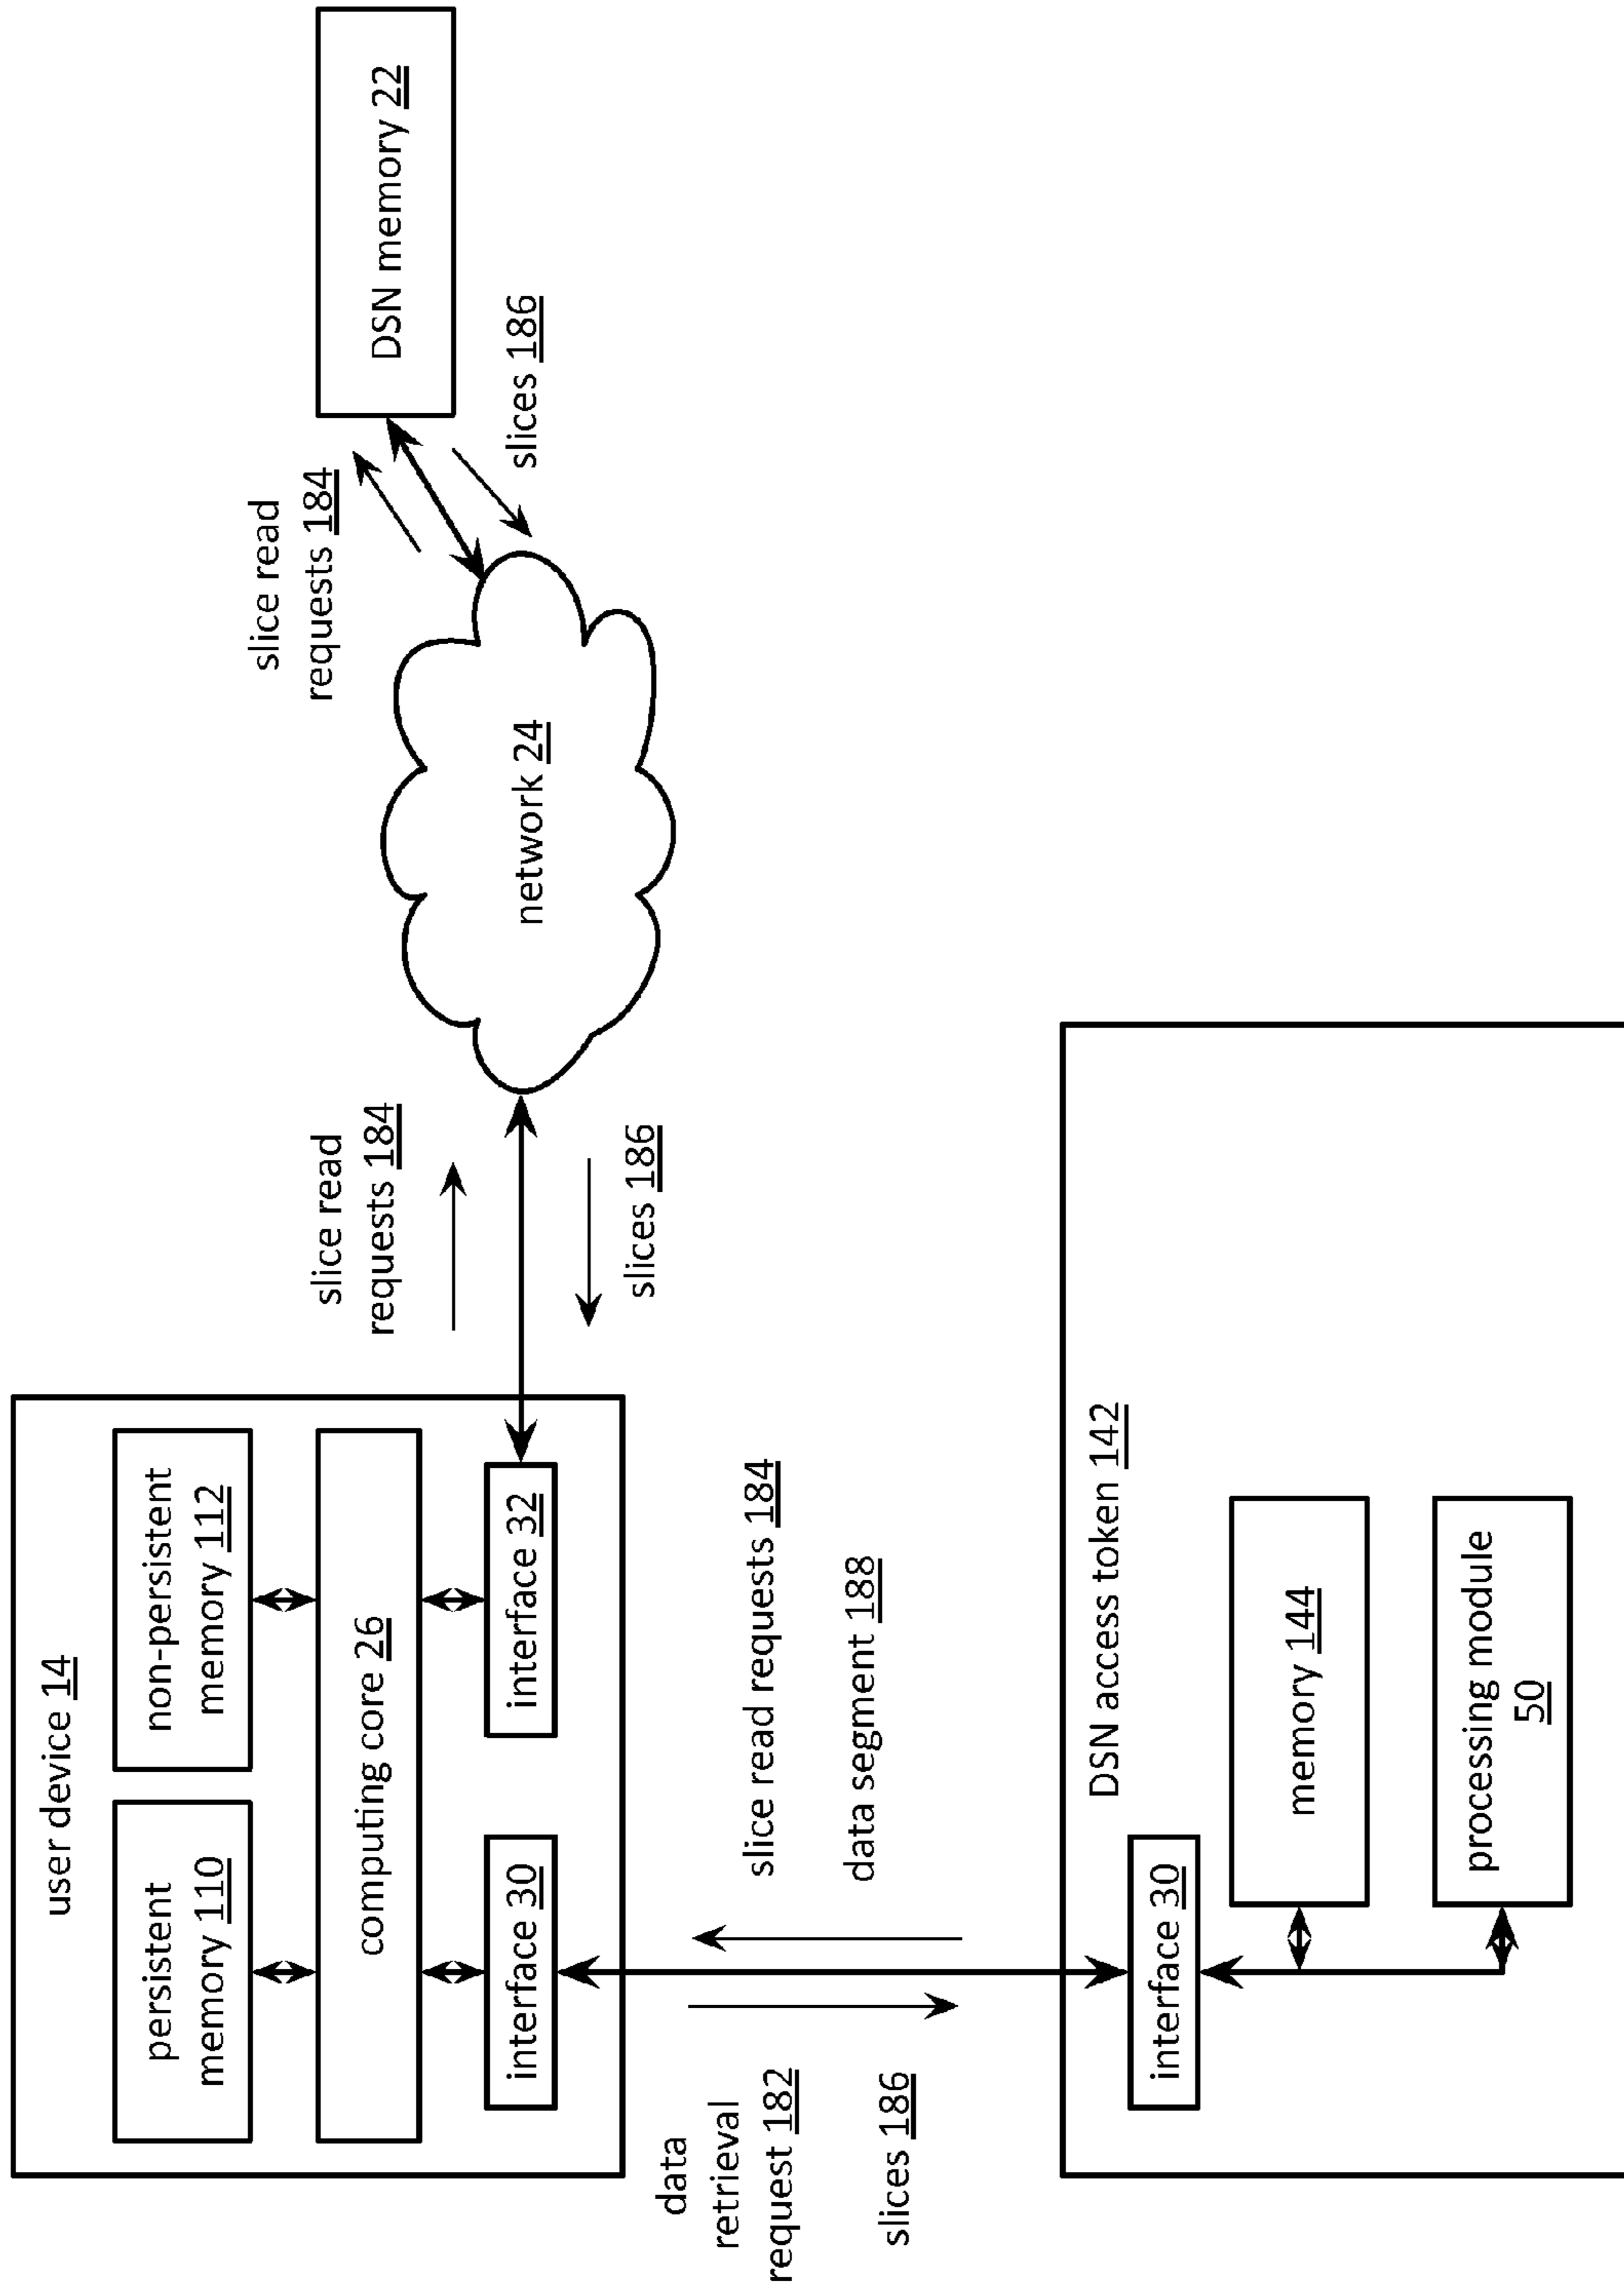 user device 14
persistent
memory 110
non-persistent
memory 112
computing core 26
interface 30
interface 32
slice read
requests 184
slices 186
network 24
slice read
requests 184
slices 186
DSN memory 22
data
retrieval
request 182
slices 186
slice read requests 184
data segment 188
DSN access token 142
interface 30
memory 144
processing module
50